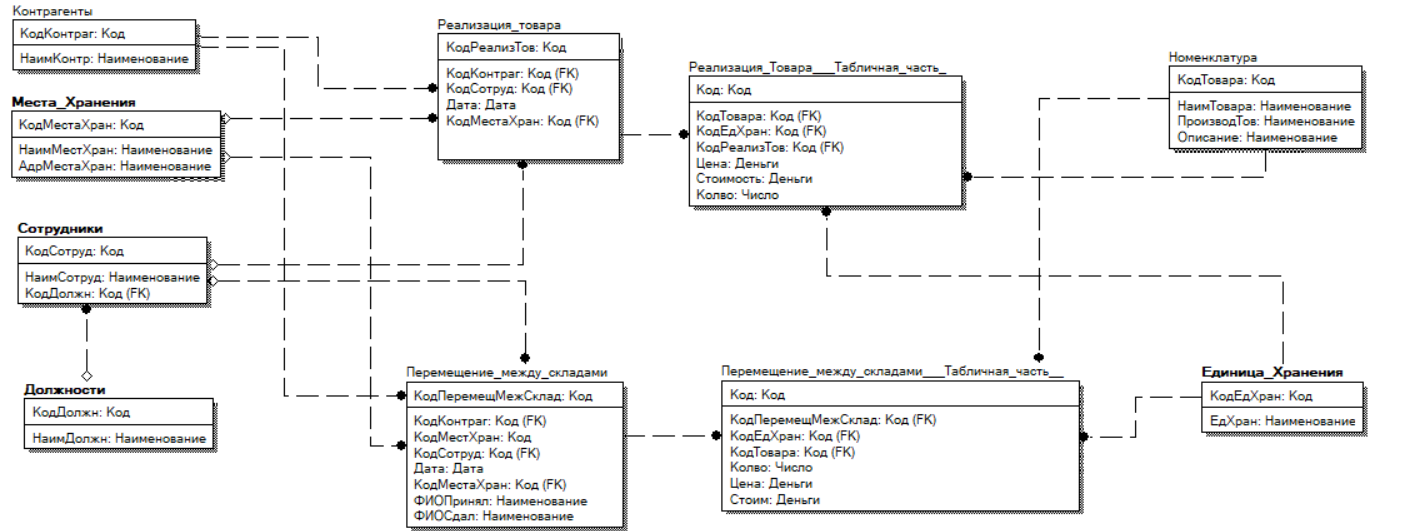 Контрагенты
КодКонтраг: Код
НаимКонтр: Наименование
Места_Хранения
КодМестаХран: Код
НаимМестХран: Наименование
АдрМестаХран: Наименование
Сотрудники
КодСотруд: Код
НаимСотруд: Наименование
КодДолжн: Код (FK)
Должности
КодДолжн: Код
НаимДолжн: Наименование
Реализация_товара
КодРеализТов: Код
КодКонтраг: Код (FK)
КодСотруд: Код (FK)
Дата: Дата
КодМестаХран: Код (FK)
Перемещение_между_складами
КодПеремещМежСклад: Код
КодКонтраг: Код (FK)
КодМестХран: Код
КодСотруд: Код (FK)
Дата: Дата
КодМестаХран: Код (FK)
ФИОПринял: Наименование
ФИОСдал: Наименование
Реализация_Товара___Табличная_часть_
Код: Код
КодТовара: Код (FK)
КодЕдХран: Код (FK)
КодРеализТов: Код (FK)
Цена: Деньги
Стоимость: Деньги
Колво: Число
Перемещение_между_складами___Табличная_часть__
Код: Код
КодПеремещМежСклад: Код (FK)
КодЕдХран: Код (FK)
КодТовара: Код (FK)
Колво: Число
Цена: Деньги
Стоим: Деньги
Номенклатура
КодТовара: Код
НаимТовара: Наименование
ПроизводТов: Наименование
Описание: Наименование
Единица_Хранения
КодЕдХран: Код
ЕдХран: Наименование